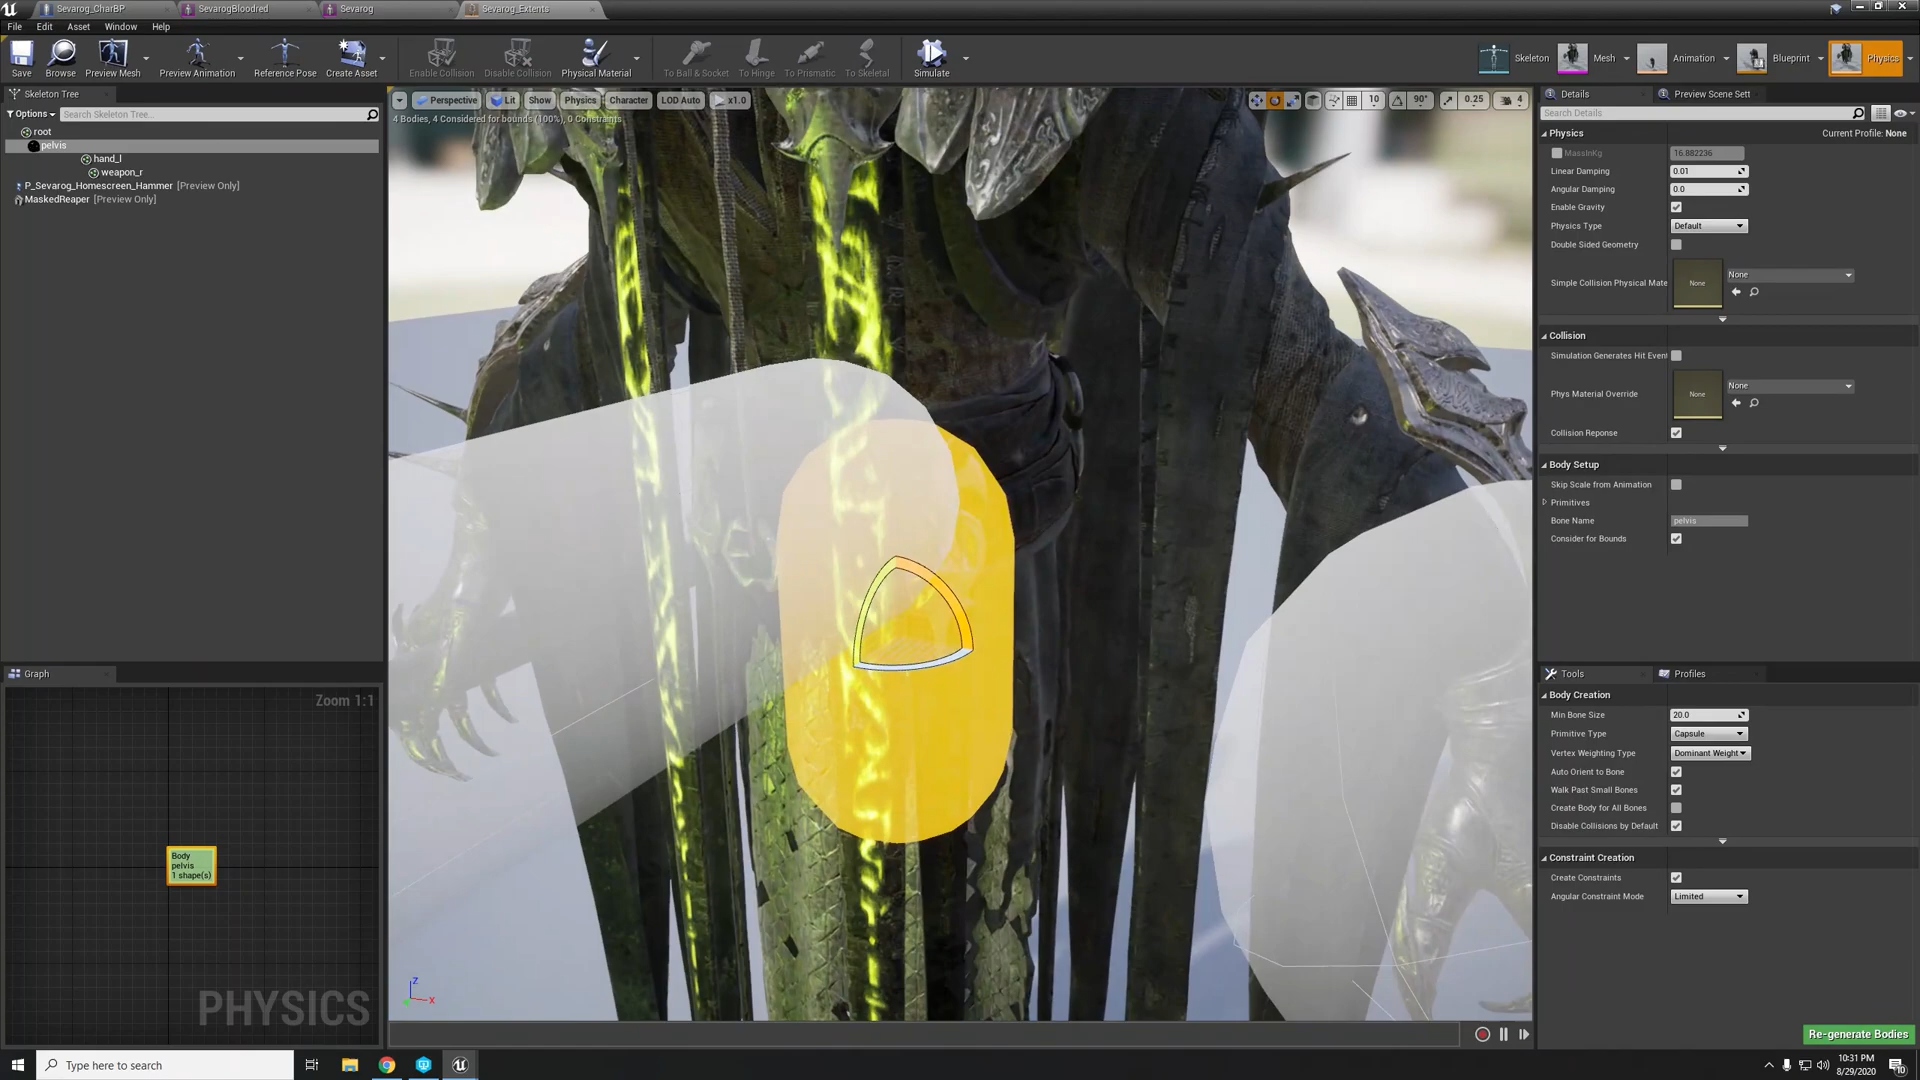 Sevarog_CharBP
SevarogBloodred
Sevarog
Sevarog_Extents
File Edit Asset Window Help
Save Browse Preview Mesh Preview Animation Reference Pose Create Asset Enable Collision Disable Collision Physical Material To Ball & Socket To Hinge To Prismatic To Skeletal Simulate
Skeleton Mesh Animation Blueprint Physics
Skeleton Tree
Options Search Skeleton Tree...
root
pelvis
hand_l
weapon_r
P_Sevarog_Homescreen_Hammer [Preview Only]
MaskedReaper [Preview Only]
Graph
Zoom 1:1
Body
pelvis
1 shape(s)
PHYSICS
Perspective Lit Show Physics Character LOD Auto x1.0 10 90° 0.25 4
4 Bodies, 4 Considered for bounds (100%), 0 Constraints
Z
X
Details Preview Scene Sett
Search Details
Physics Current Profile: None
MassInKg 16.882236
Linear Damping 0.01
Angular Damping 0.0
Enable Gravity
Physics Type Default
Double Sided Geometry
Simple Collision Physical Mate None None
Collision
Simulation Generates Hit Event
Phys Material Override None None
Collision Reponse
Body Setup
Skip Scale from Animation
Primitives
Bone Name pelvis
Consider for Bounds
Tools Profiles
Body Creation
Min Bone Size 20.0
Primitive Type Capsule
Vertex Weighting Type Dominant Weight
Auto Orient to Bone
Walk Past Small Bones
Create Body for All Bones
Disable Collisions by Default
Constraint Creation
Create Constraints
Angular Constraint Mode Limited
Re-generate Bodies
Type here to search
10:31 PM
8/29/2020
10